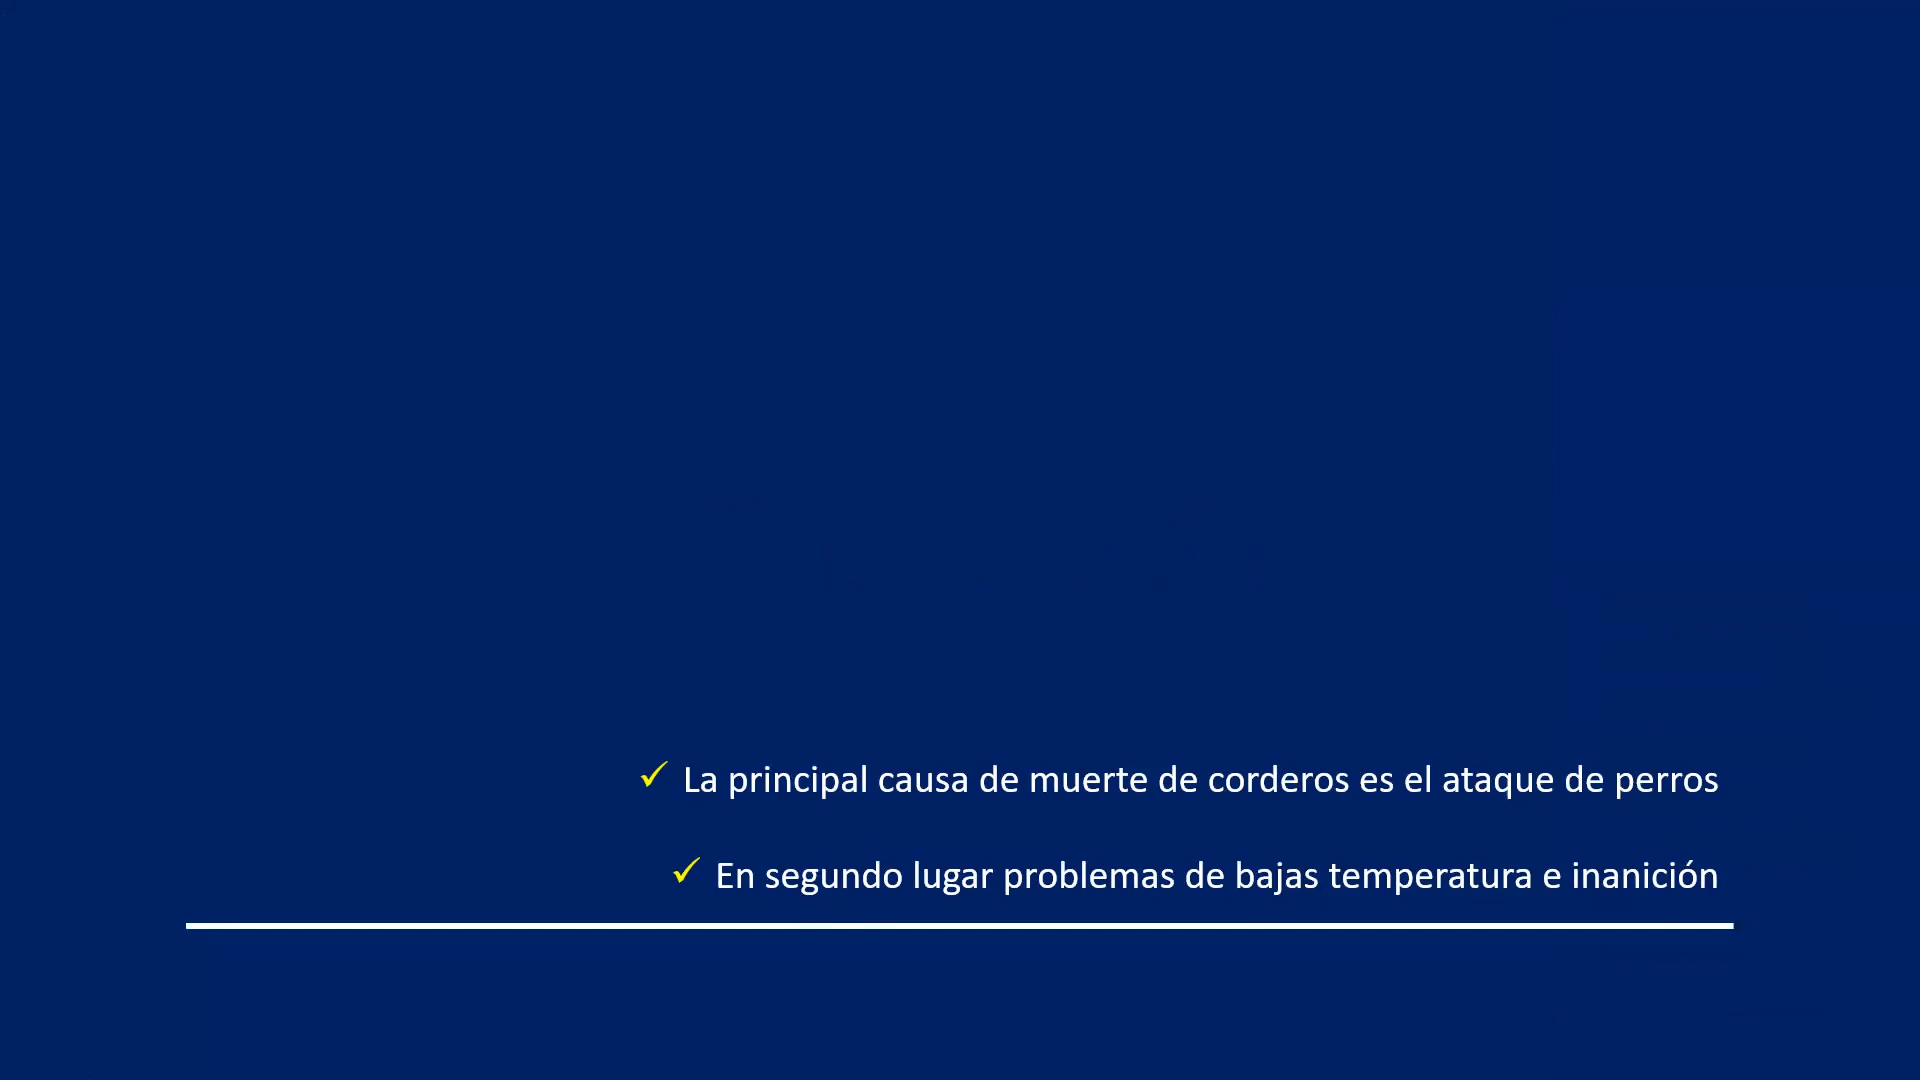 ✓ La principal causa de muerte de corderos es el ataque de perros
✓ En segundo lugar problemas de bajas temperatura e inanición